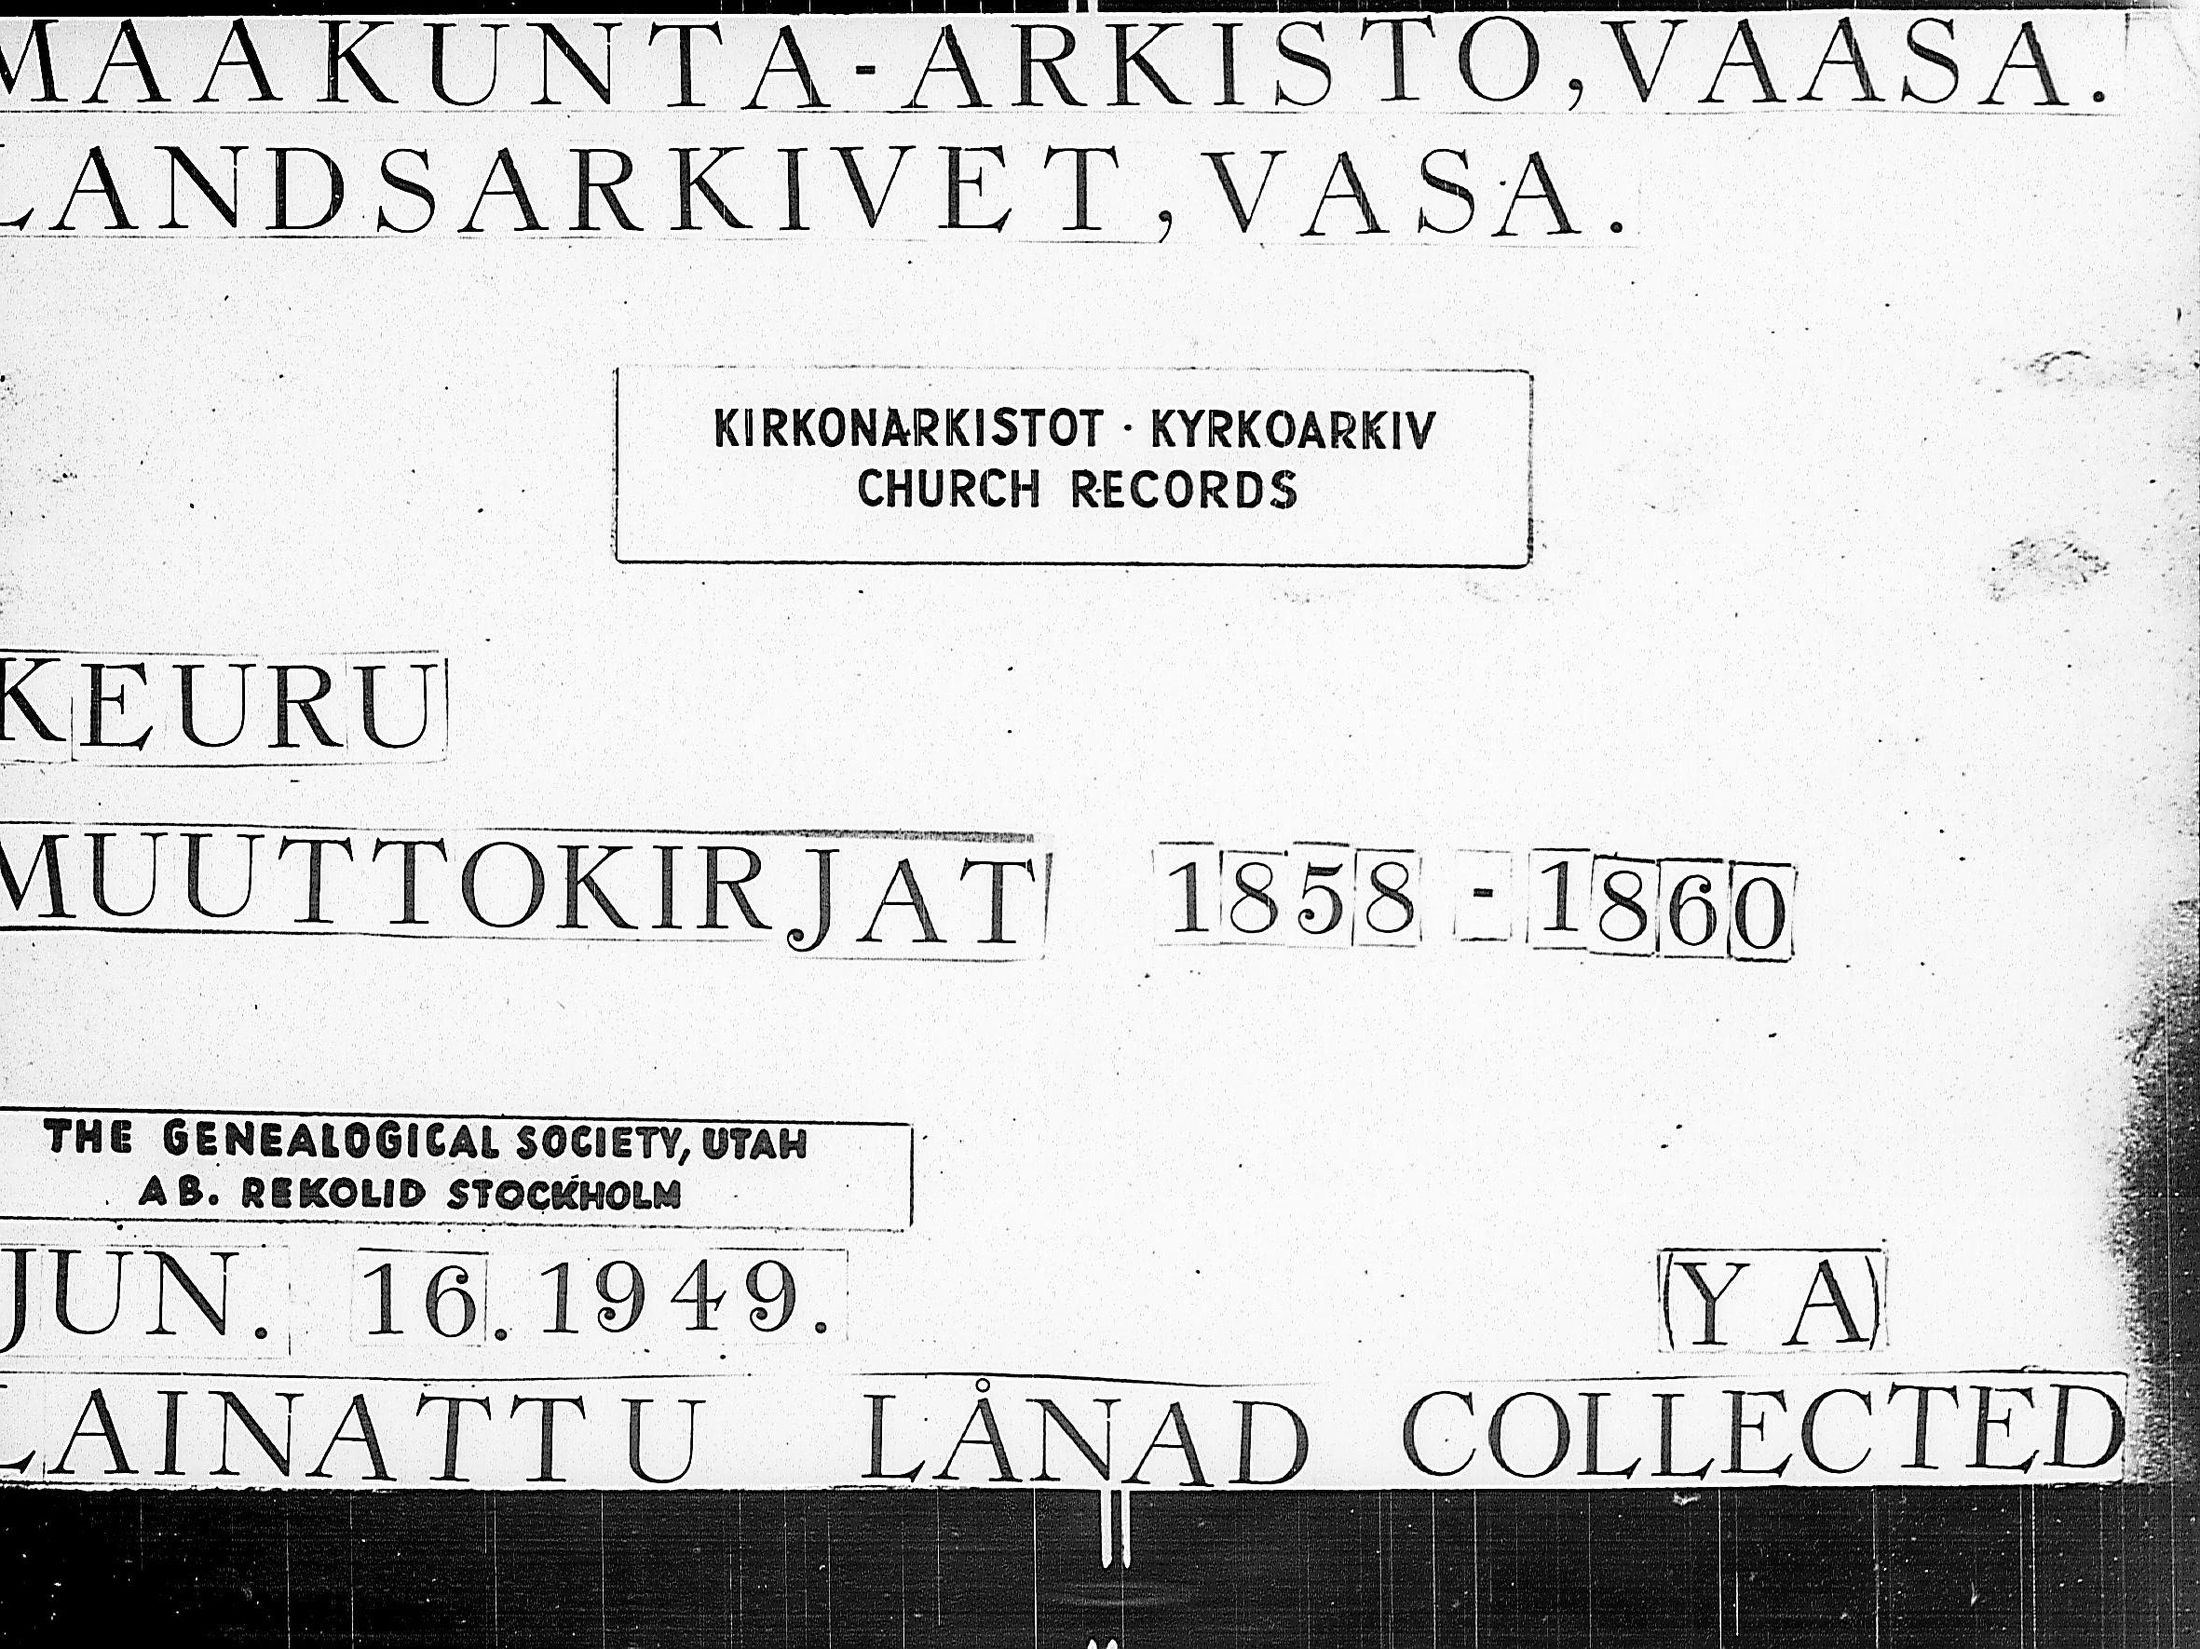 MAAKUNTA-ARKISTO, VAASA.
LANDSARKIVET, VASA.
KIRKONARKISTOT · KYRKOARKIV
CHURCH RECORDS
KEURU
MUUTTOKIRJAT 1858 - 1860
THE GENEALOGICAL SOCIETY, UTAH
AB. REKOLID STOCKHOLM
JUN. 16. 1949. (Y A)
LAINATTU LÅNAD COLLECTED